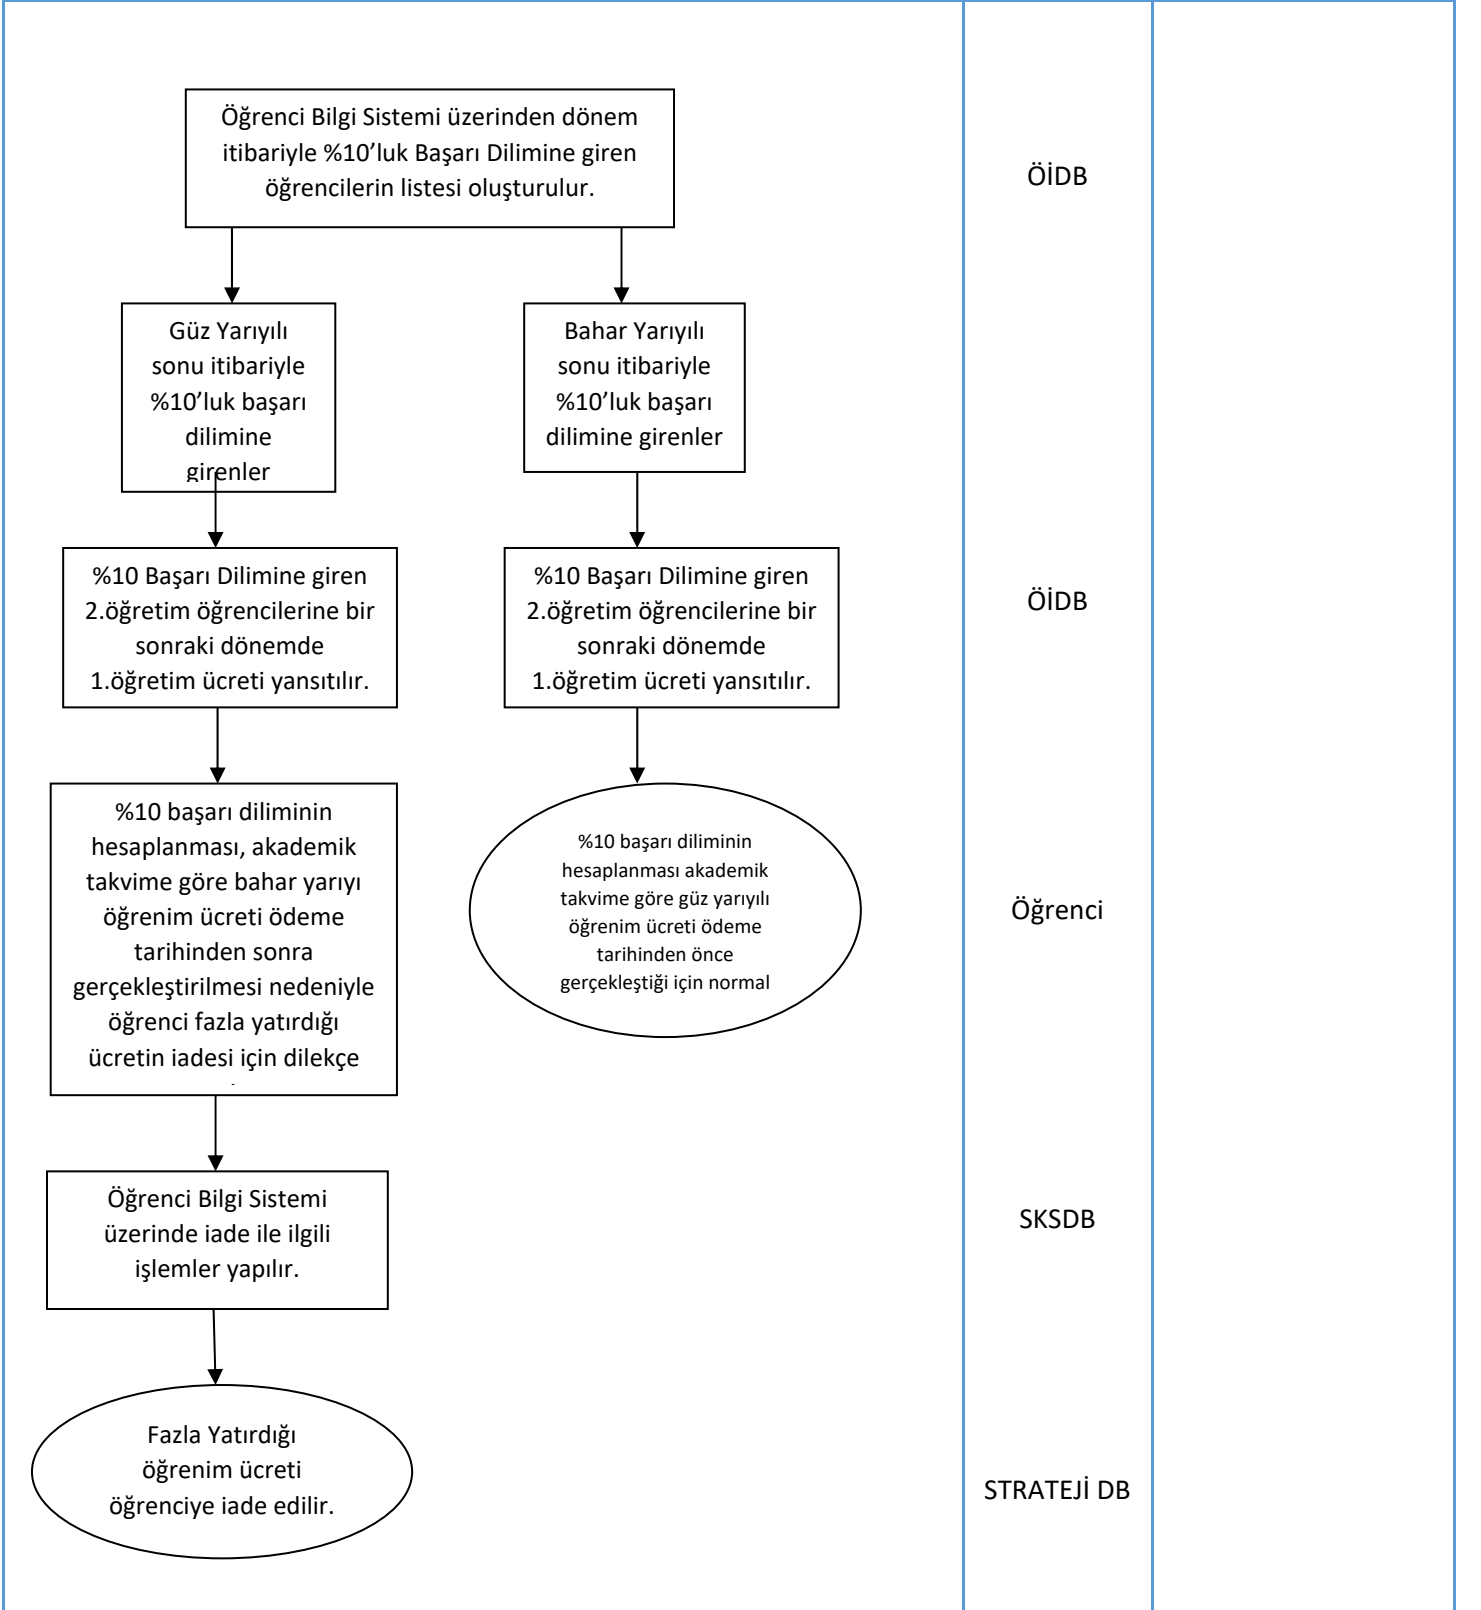 Öğrenci Bilgi Sistemi üzerinden dönem
itibariyle %10’luk Başarı Dilimine giren
öğrencilerin listesi oluşturulur.
ÖİDB
Güz Yarıyılı
sonu itibariyle
%10’luk başarı
dilimine
girenler
Bahar Yarıyılı
sonu itibariyle
%10’luk başarı
dilimine girenler
%10 Başarı Dilimine giren
2.öğretim öğrencilerine bir
sonraki dönemde
1.öğretim ücreti yansıtılır.
%10 Başarı Dilimine giren
2.öğretim öğrencilerine bir
sonraki dönemde
1.öğretim ücreti yansıtılır.
ÖİDB
%10 başarı diliminin
hesaplanması, akademik
takvime göre bahar yarıyı
öğrenim ücreti ödeme
tarihinden sonra
gerçekleştirilmesi nedeniyle
öğrenci fazla yatırdığı
ücretin iadesi için dilekçe
%10 başarı diliminin
hesaplanması akademik
takvime göre güz yarıyılı
öğrenim ücreti ödeme
tarihinden önce
gerçekleştiği için normal
Öğrenci
Öğrenci Bilgi Sistemi
üzerinde iade ile ilgili
işlemler yapılır.
SKSDB
Fazla Yatırdığı
öğrenim ücreti
öğrenciye iade edilir.
STRATEJİ DB